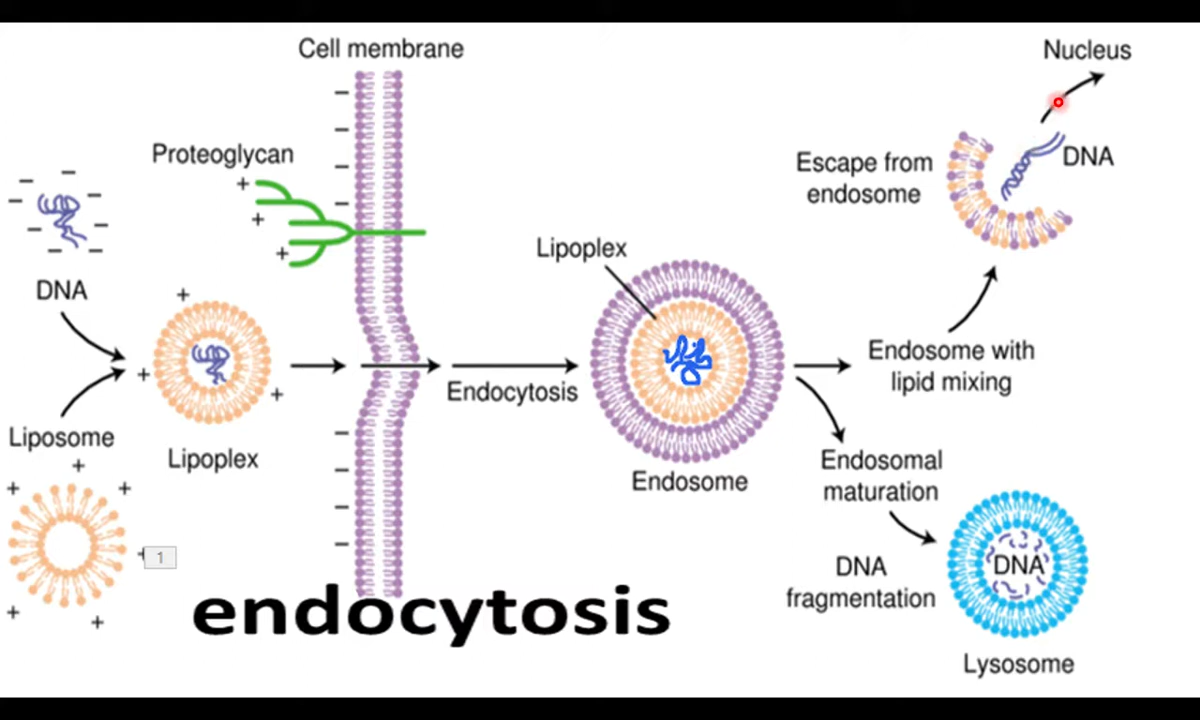 Cell membrane
Nucleus
Proteoglycan
+
+
+
DNA
Escape from
endosome
DNA
Lipoplex
Liposome
Lipoplex
Endocytosis
Endosome
Endosome with
lipid mixing
Endosomal
maturation
DNA
fragmentation
DNA
Lysosome
1
endocytosis